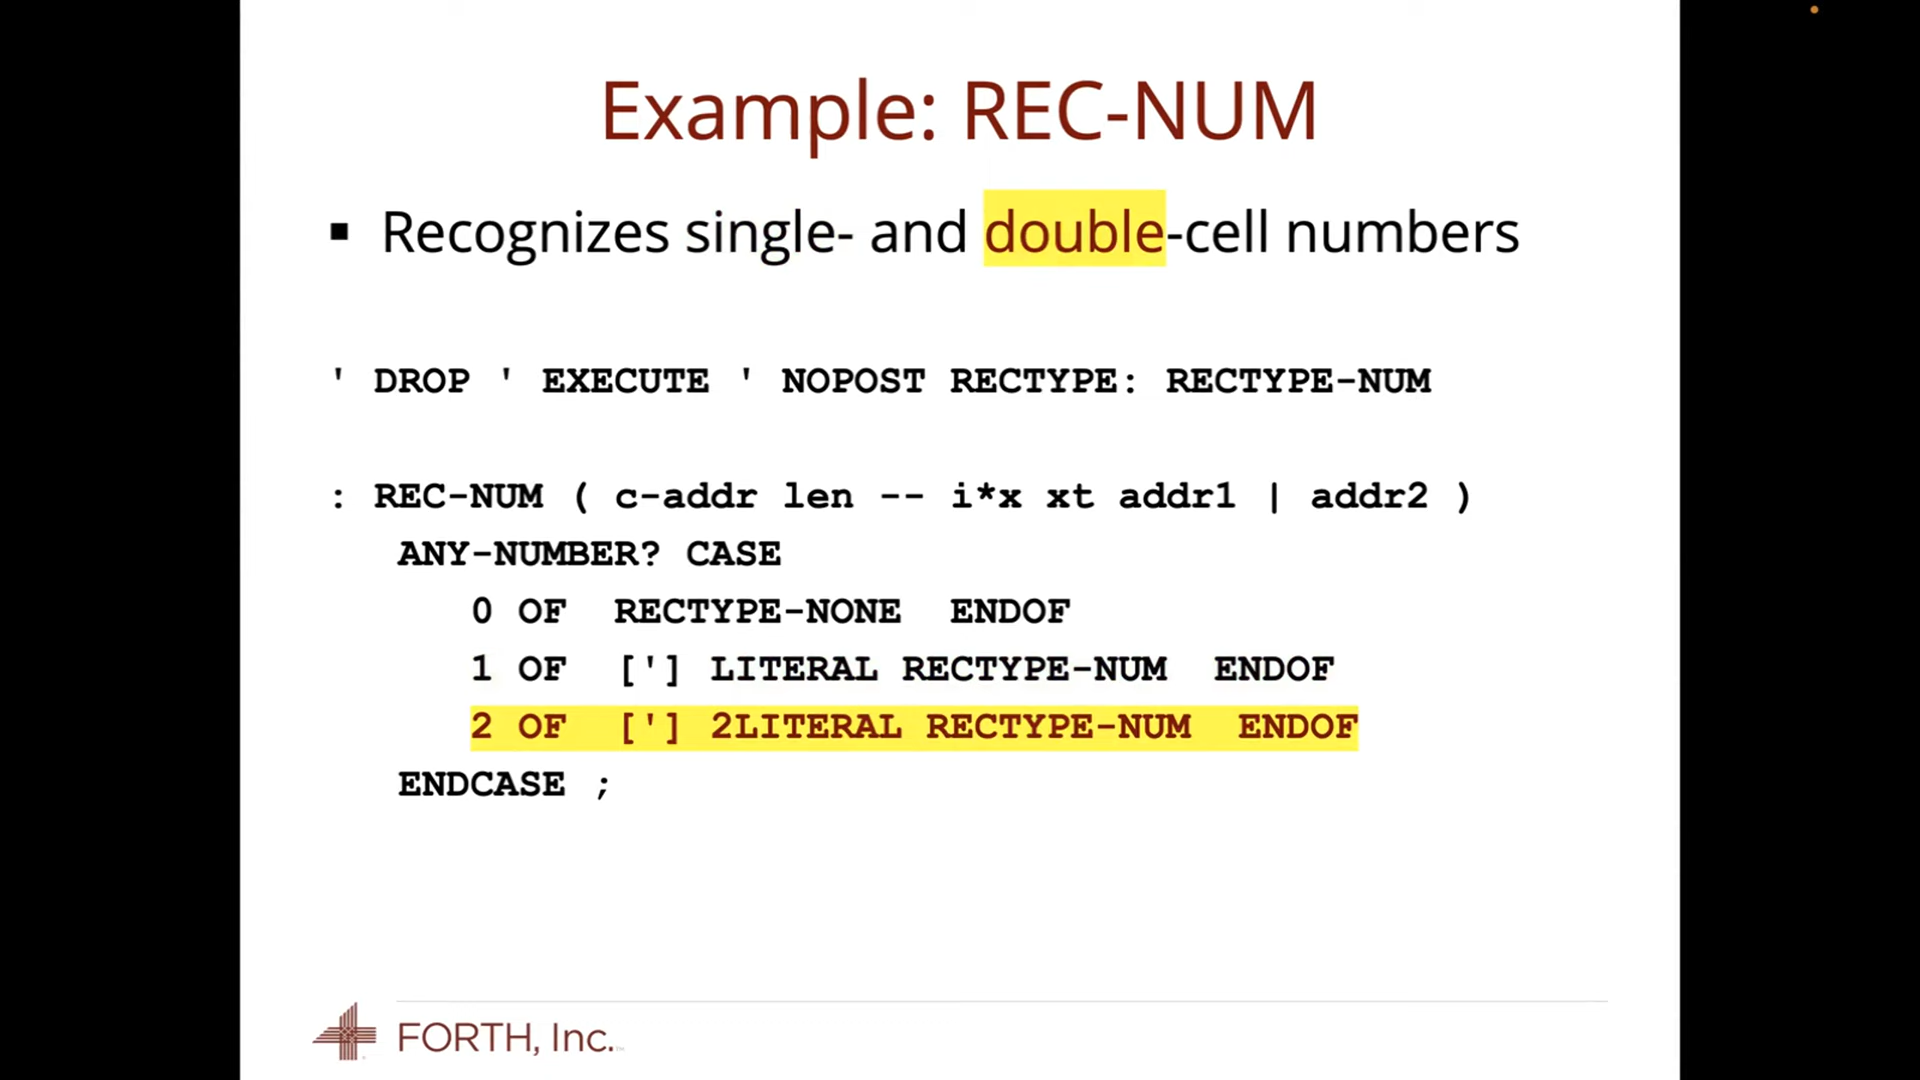 Example: REC-NUM
▪ Recognizes single- and double-cell numbers
' DROP ' EXECUTE ' NOPOST RECTYPE: RECTYPE-NUM
: REC-NUM ( c-addr len -- i*x xt addr1 | addr2 )
ANY-NUMBER? CASE
0 OF RECTYPE-NONE ENDOF
1 OF ['] LITERAL RECTYPE-NUM ENDOF
2 OF ['] 2LITERAL RECTYPE-NUM ENDOF
ENDCASE ;
FORTH, Inc.